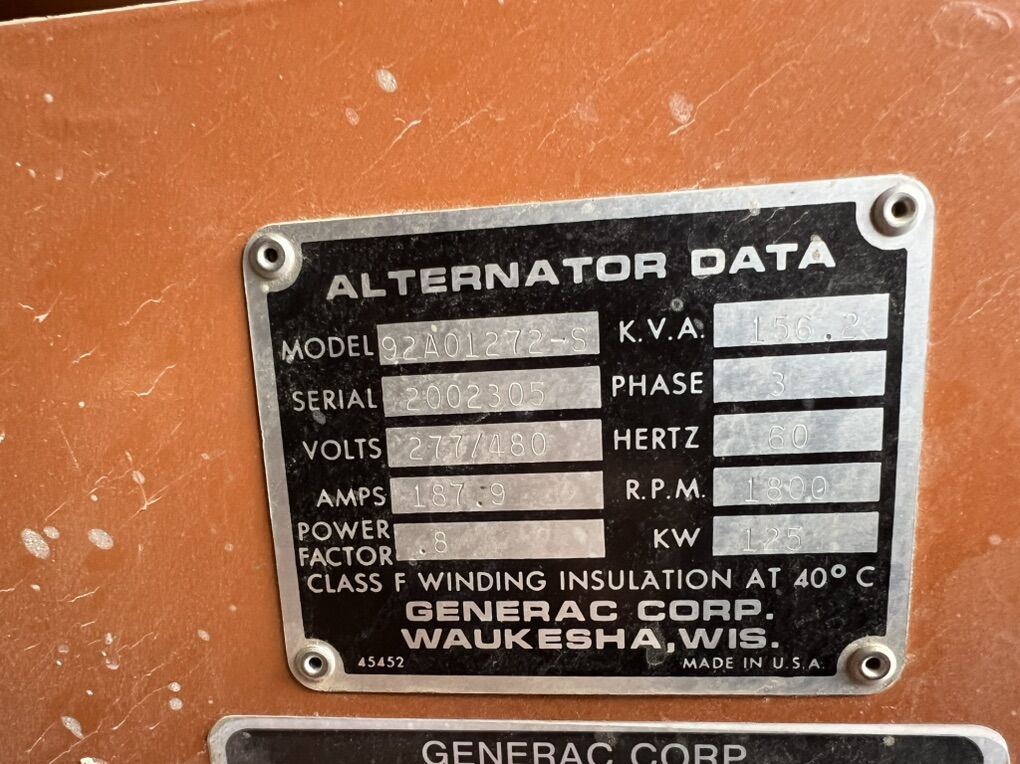 ALTERNATOR DATA
MODEL 92A01272-S K.V.A. 156.2
SERIAL 2002305 PHASE 3
VOLTS 277/480 HERTZ 60
AMPS 187.9 R.P.M. 1800
POWER
FACTOR .8 KW 125
CLASS F WINDING INSULATION AT 40° C
GENERAC CORP.
WAUKESHA, WIS.
45452 MADE IN U.S.A.
GENERAC CORP